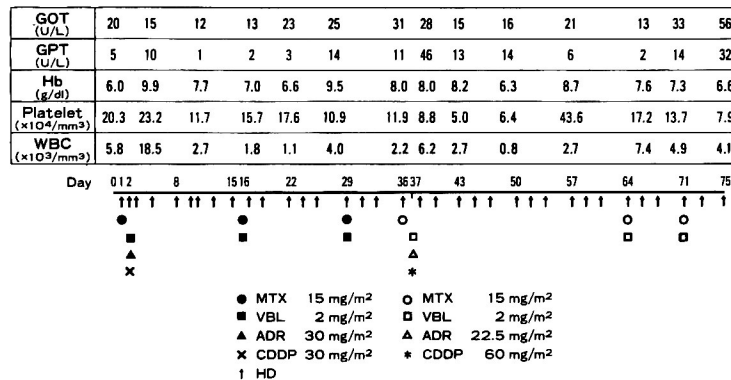 GOT (U/L) 20 15 12 13 23 25 31 28 15 16 21 13 33 56
GPT (U/L) 5 10 1 2 3 14 11 46 13 14 6 2 14 32
Hb (g/dl) 6.0 9.9 7.7 7.0 6.6 9.5 8.0 8.0 8.2 6.3 8.7 7.6 7.3 6.6
Platelet (×10⁴/mm³) 20.3 23.2 11.7 15.7 17.6 10.9 11.9 8.8 5.0 6.4 43.6 17.2 13.7 7.9
WBC (×10³/mm³) 5.8 18.5 2.7 1.8 1.1 4.0 2.2 6.2 2.7 0.8 2.7 7.4 4.9 4.1
Day 0 1 2 8 15 16 22 29 36 37 43 50 57 64 71 75
● MTX 15 mg/m² ○ MTX 15 mg/m²
■ VBL 2 mg/m² □ VBL 2 mg/m²
▲ ADR 30 mg/m² △ ADR 22.5 mg/m²
× CDDP 30 mg/m² * CDDP 60 mg/m²
↑ HD